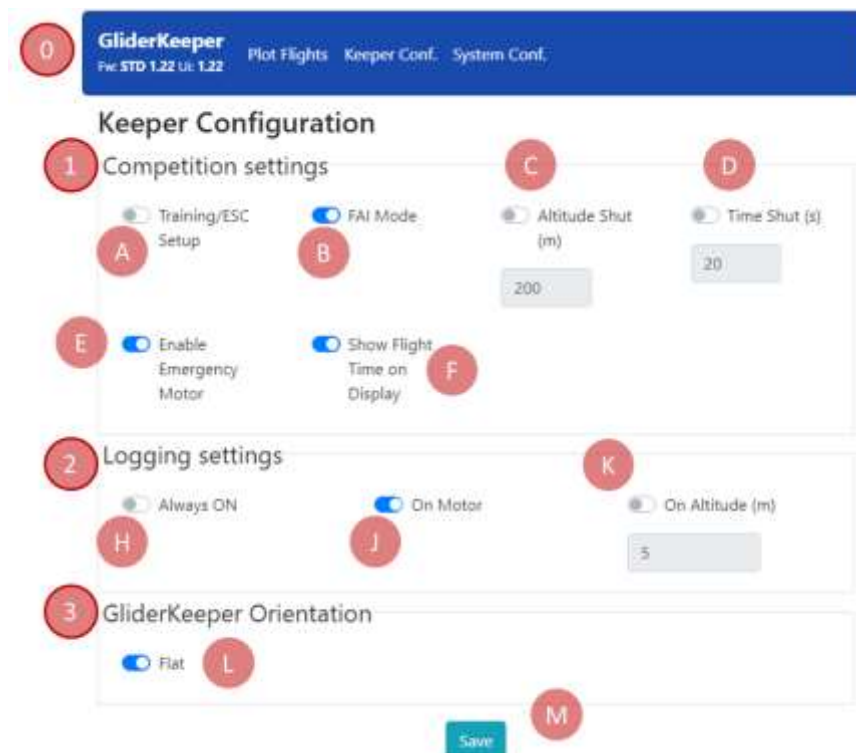 0
GliderKeeper
Fw: STD 1.22 UI: 1.22
Plot Flights Keeper Conf. System Conf.
Keeper Configuration
1
Competition settings
C
D
Training/ESC
Setup
FAI Mode
Altitude Shut
(m)
Time Shut (s)
A
B
20
200
E
Enable
Emergency
Motor
Show Flight
Time on
Display
F
2
Logging settings
K
Always ON
On Motor
On Altitude (m)
H
J
5
3
GliderKeeper Orientation
Flat
L
M
Save